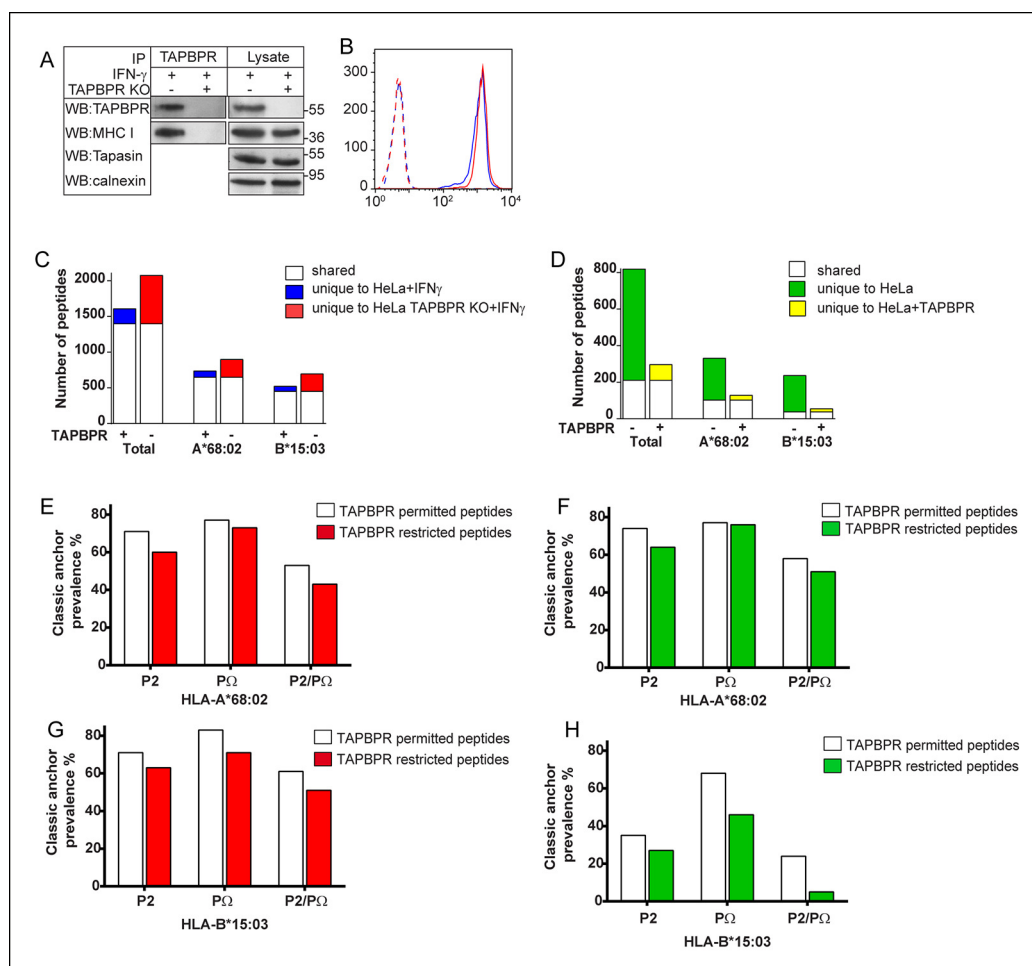 A
IP TAPBPR Lysate
IFN-γ + + + +
TAPBPR KO - + - +
WB:TAPBPR -55
WB:MHC I -36
WB:Tapasin -55
WB:calnexin -95
B
300
200
100
0
10⁰ 10² 10⁴
C
Number of peptides
2000
1500
1000
500
0
shared
unique to HeLa+IFNγ
unique to HeLa TAPBPR KO+IFNγ
TAPBPR + - + - + -
Total A*68:02 B*15:03
D
Number of peptides
800
600
400
200
0
shared
unique to HeLa
unique to HeLa+TAPBPR
TAPBPR - + - + - +
Total A*68:02 B*15:03
E
Classic anchor
prevalence %
80
60
40
20
0
TAPBPR permitted peptides
TAPBPR restricted peptides
P2 PΩ P2/PΩ
HLA-A*68:02
F
Classic anchor
prevalence %
80
60
40
20
0
TAPBPR permitted peptides
TAPBPR restricted peptides
P2 PΩ P2/PΩ
HLA-A*68:02
G
Classic anchor
prevalence %
80
60
40
20
0
TAPBPR permitted peptides
TAPBPR restricted peptides
P2 PΩ P2/PΩ
HLA-B*15:03
H
Classic anchor
prevalence %
80
60
40
20
0
TAPBPR permitted peptides
TAPBPR restricted peptides
P2 PΩ P2/PΩ
HLA-B*15:03